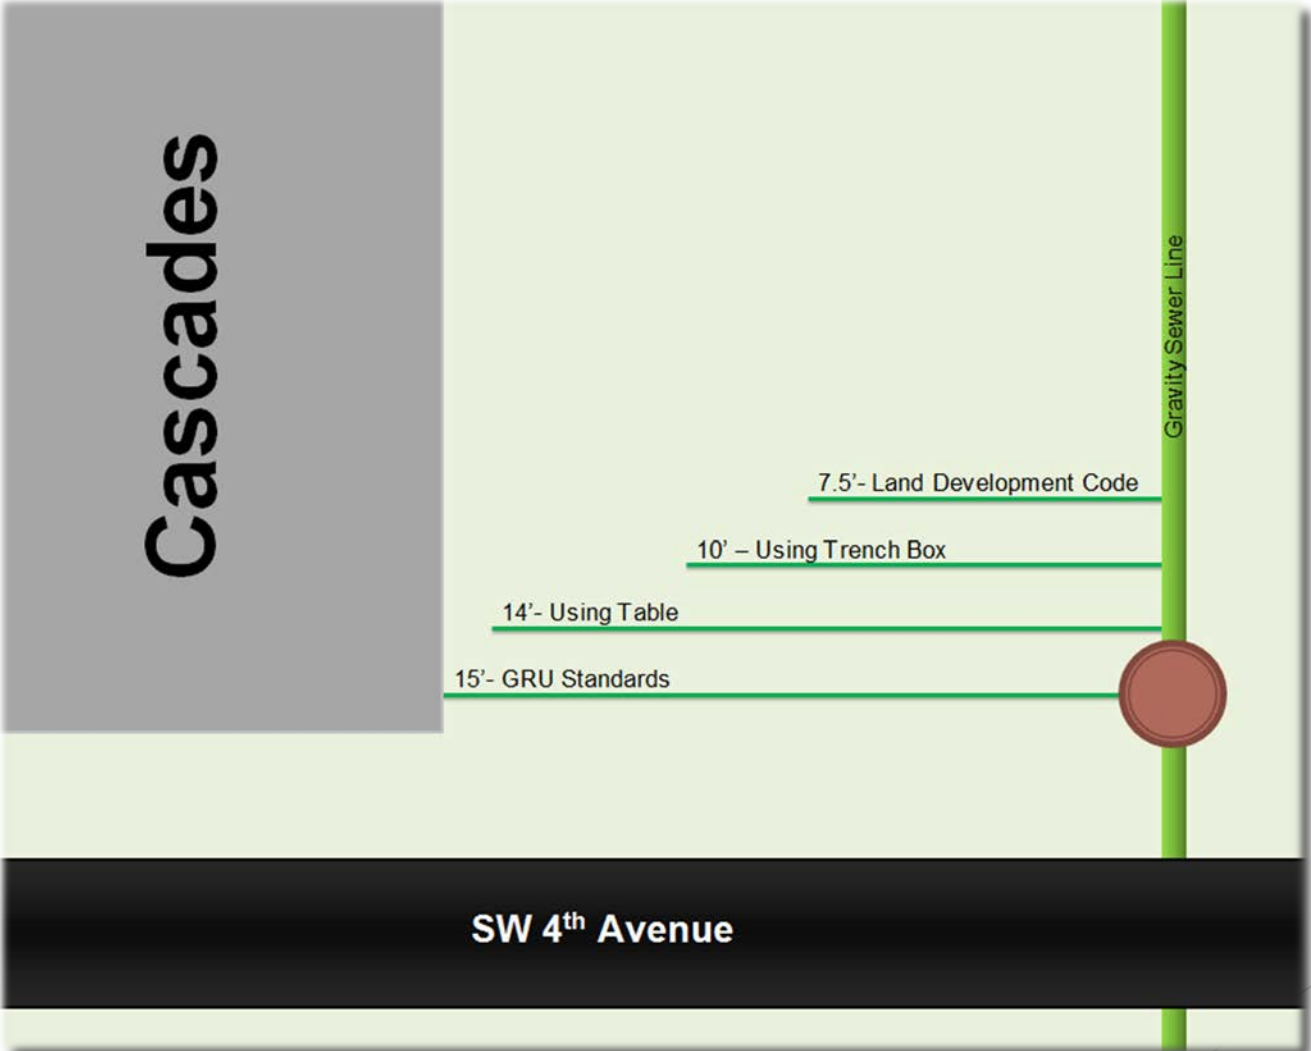 Cascades
Gravity Sewer Line
7.5’- Land Development Code
10’ – Using Trench Box
14’- Using Table
15’- GRU Standards
SW 4th Avenue